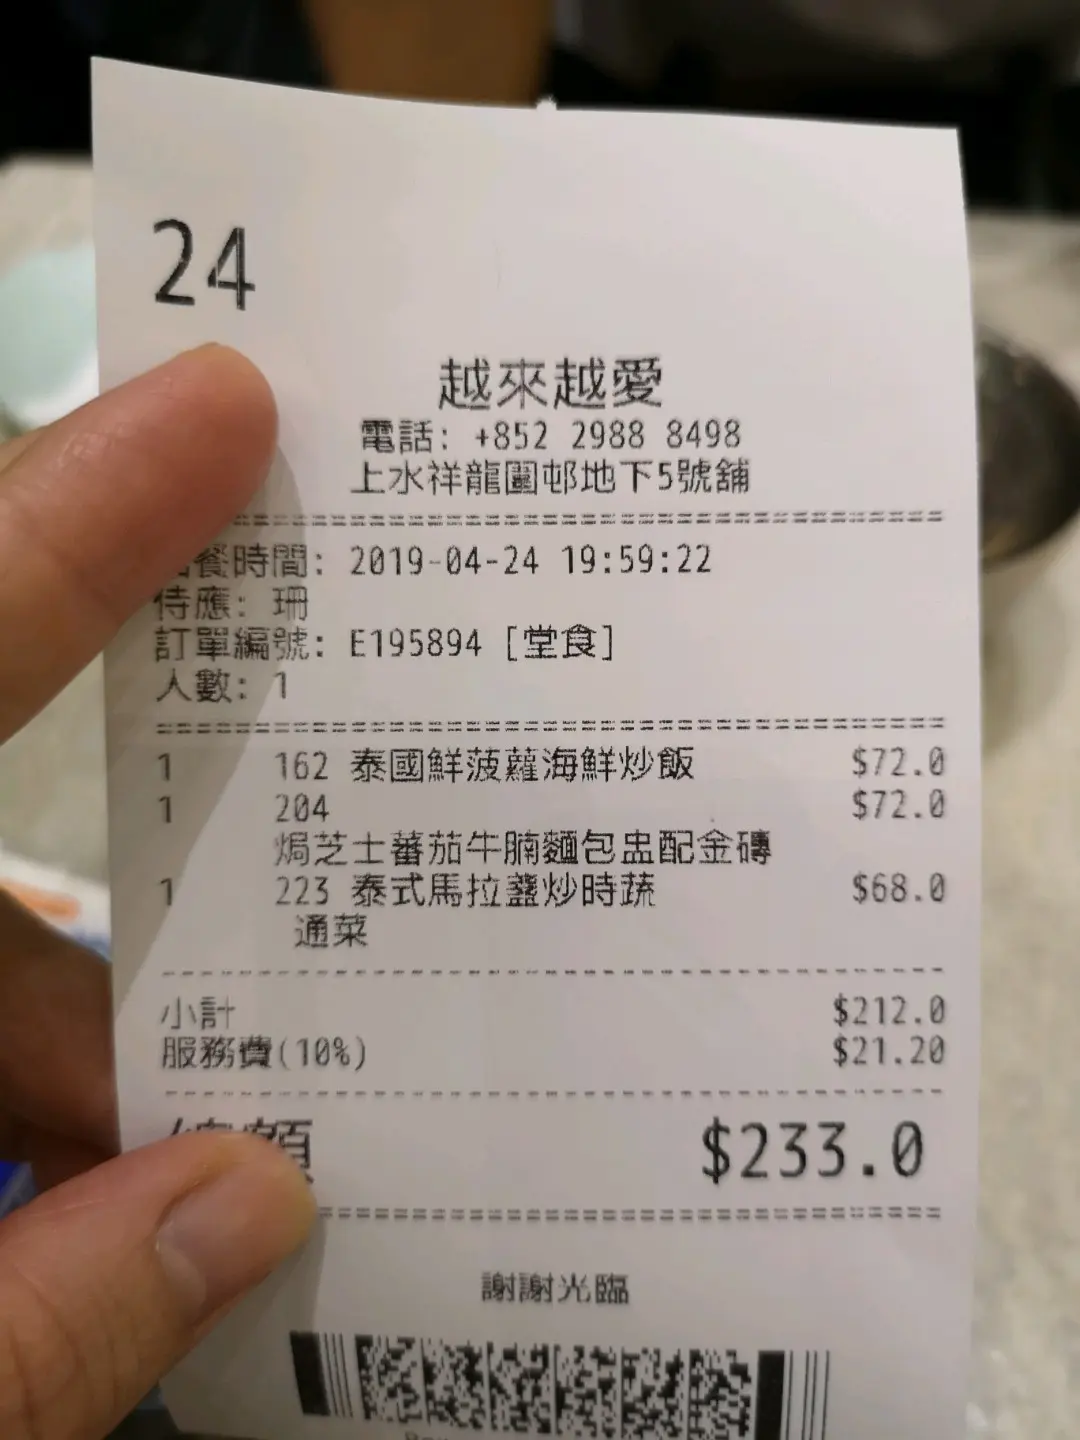 24
越來越愛
電話: +852 2988 8498
上水祥龍圍邨地下5號舖
餐時間: 2019-04-24 19:59:22
侍應: 珊
訂單編號: E195894 [堂食]
人數: 1
1 162 泰國鮮菠蘿海鮮炒飯 $72.0
1 204 $72.0
焗芝士蕃茄牛腩麵包盅配金磚
1 223 泰式馬拉盞炒時蔬 $68.0
通菜
小計 $212.0
服務費(10%) $21.20
總額 $233.0
謝謝光臨